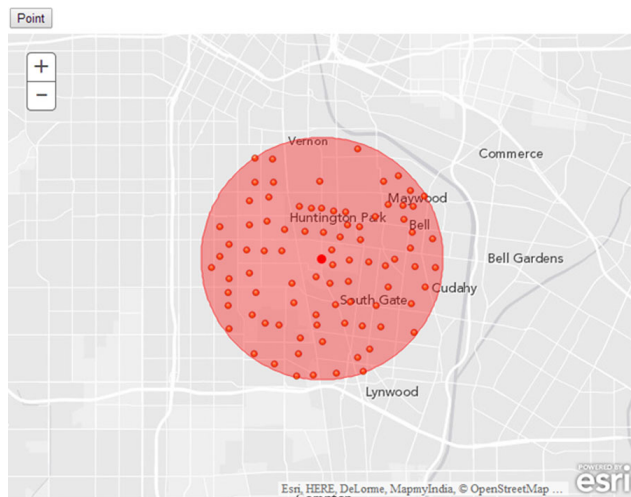 Point
+
−
Vernon
Commerce
Maywood
Huntington Park
Bell
Bell Gardens
Cudahy
South Gate
Lynwood
Esri, HERE, DeLorme, MapmyIndia, © OpenStreetMap ...
POWERED BY
esri